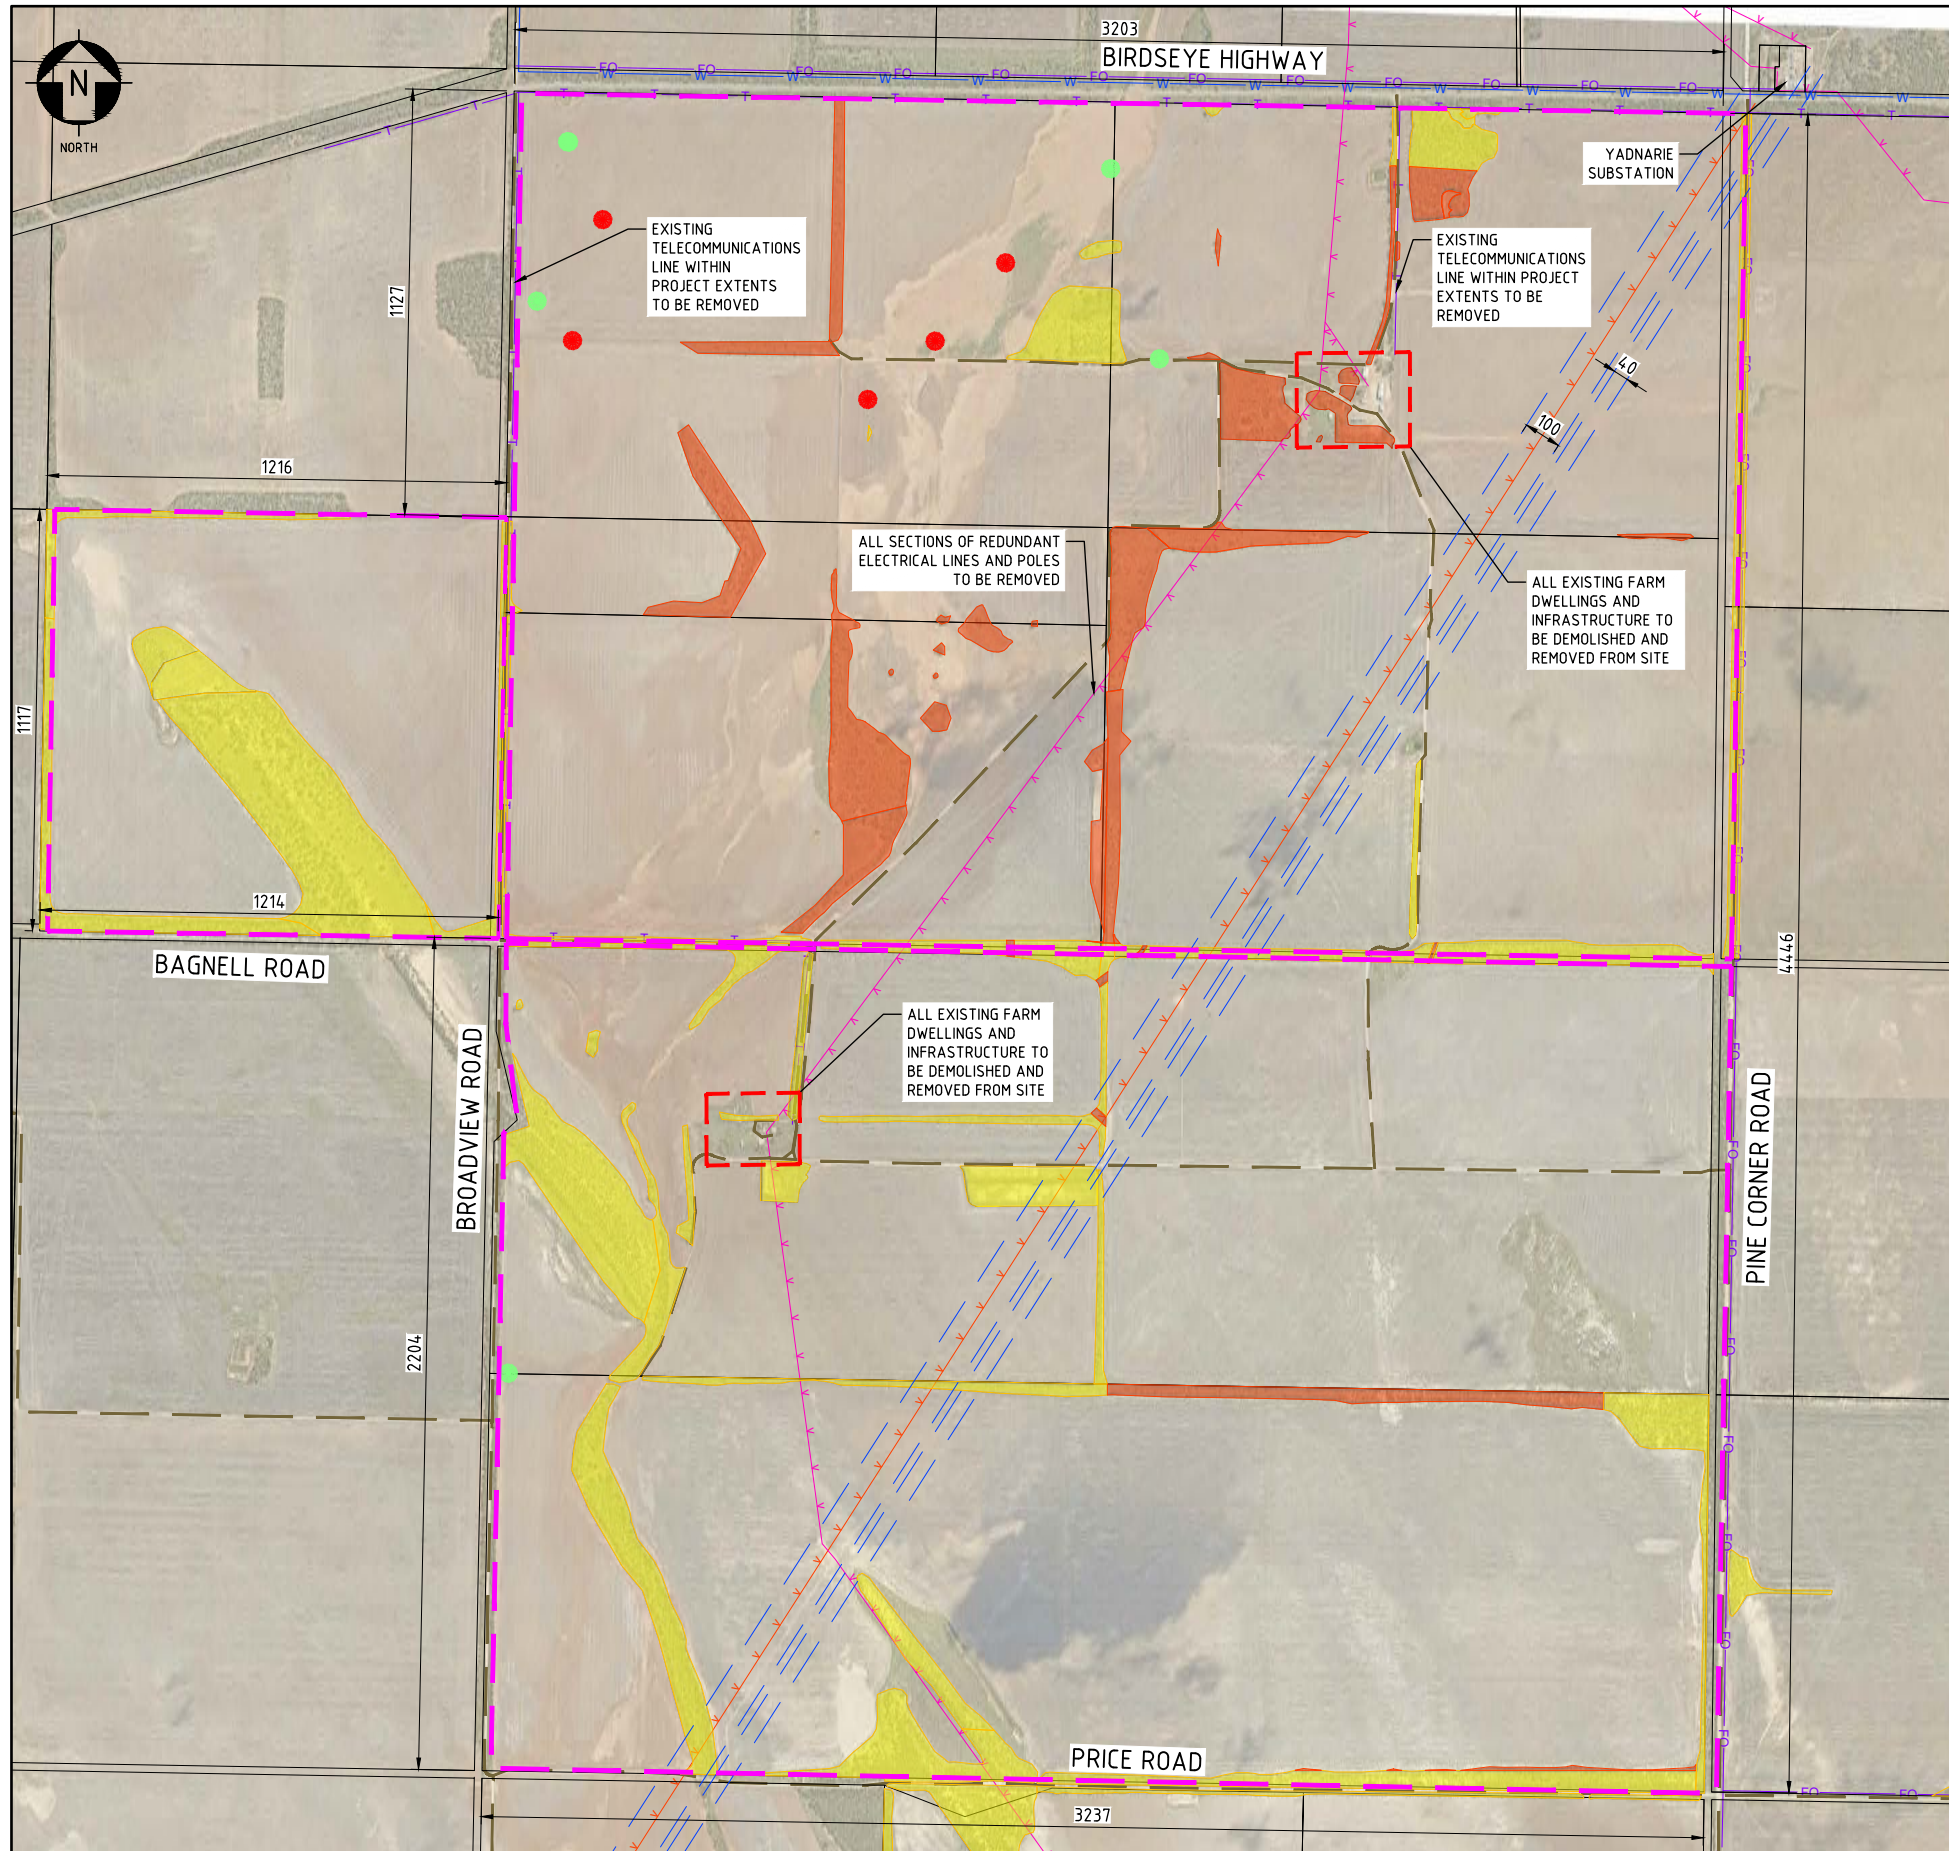 3203
BIRDSEYE HIGHWAY
N
NORTH
YADNARIE
SUBSTATION
EXISTING
TELECOMMUNICATIONS
LINE WITHIN
PROJECT EXTENTS
TO BE REMOVED
EXISTING
TELECOMMUNICATIONS
LINE WITHIN PROJECT
EXTENTS TO BE
REMOVED
1127
40
100
1216
ALL SECTIONS OF REDUNDANT
ELECTRICAL LINES AND POLES
TO BE REMOVED
ALL EXISTING FARM
DWELLINGS AND
INFRASTRUCTURE TO
BE DEMOLISHED AND
REMOVED FROM SITE
1117
1214
BAGNELL ROAD
4446
ALL EXISTING FARM
DWELLINGS AND
INFRASTRUCTURE TO
BE DEMOLISHED AND
REMOVED FROM SITE
BROADVIEW ROAD
PINE CORNER ROAD
2204
PRICE ROAD
3237